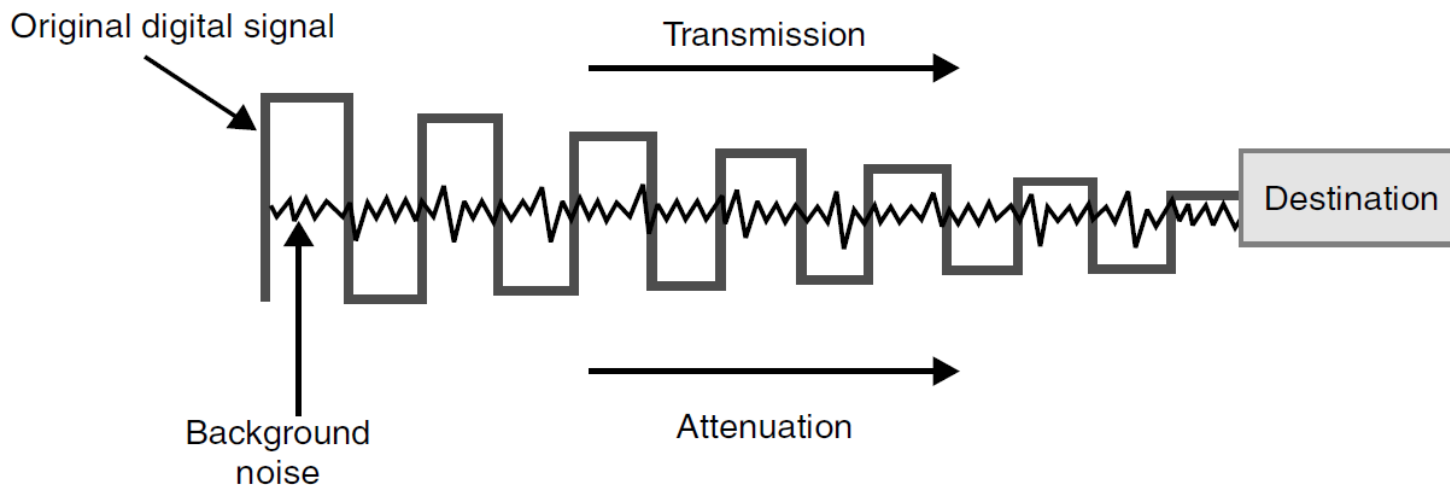 Original digital signal
Transmission
Destination
Background
noise
Attenuation